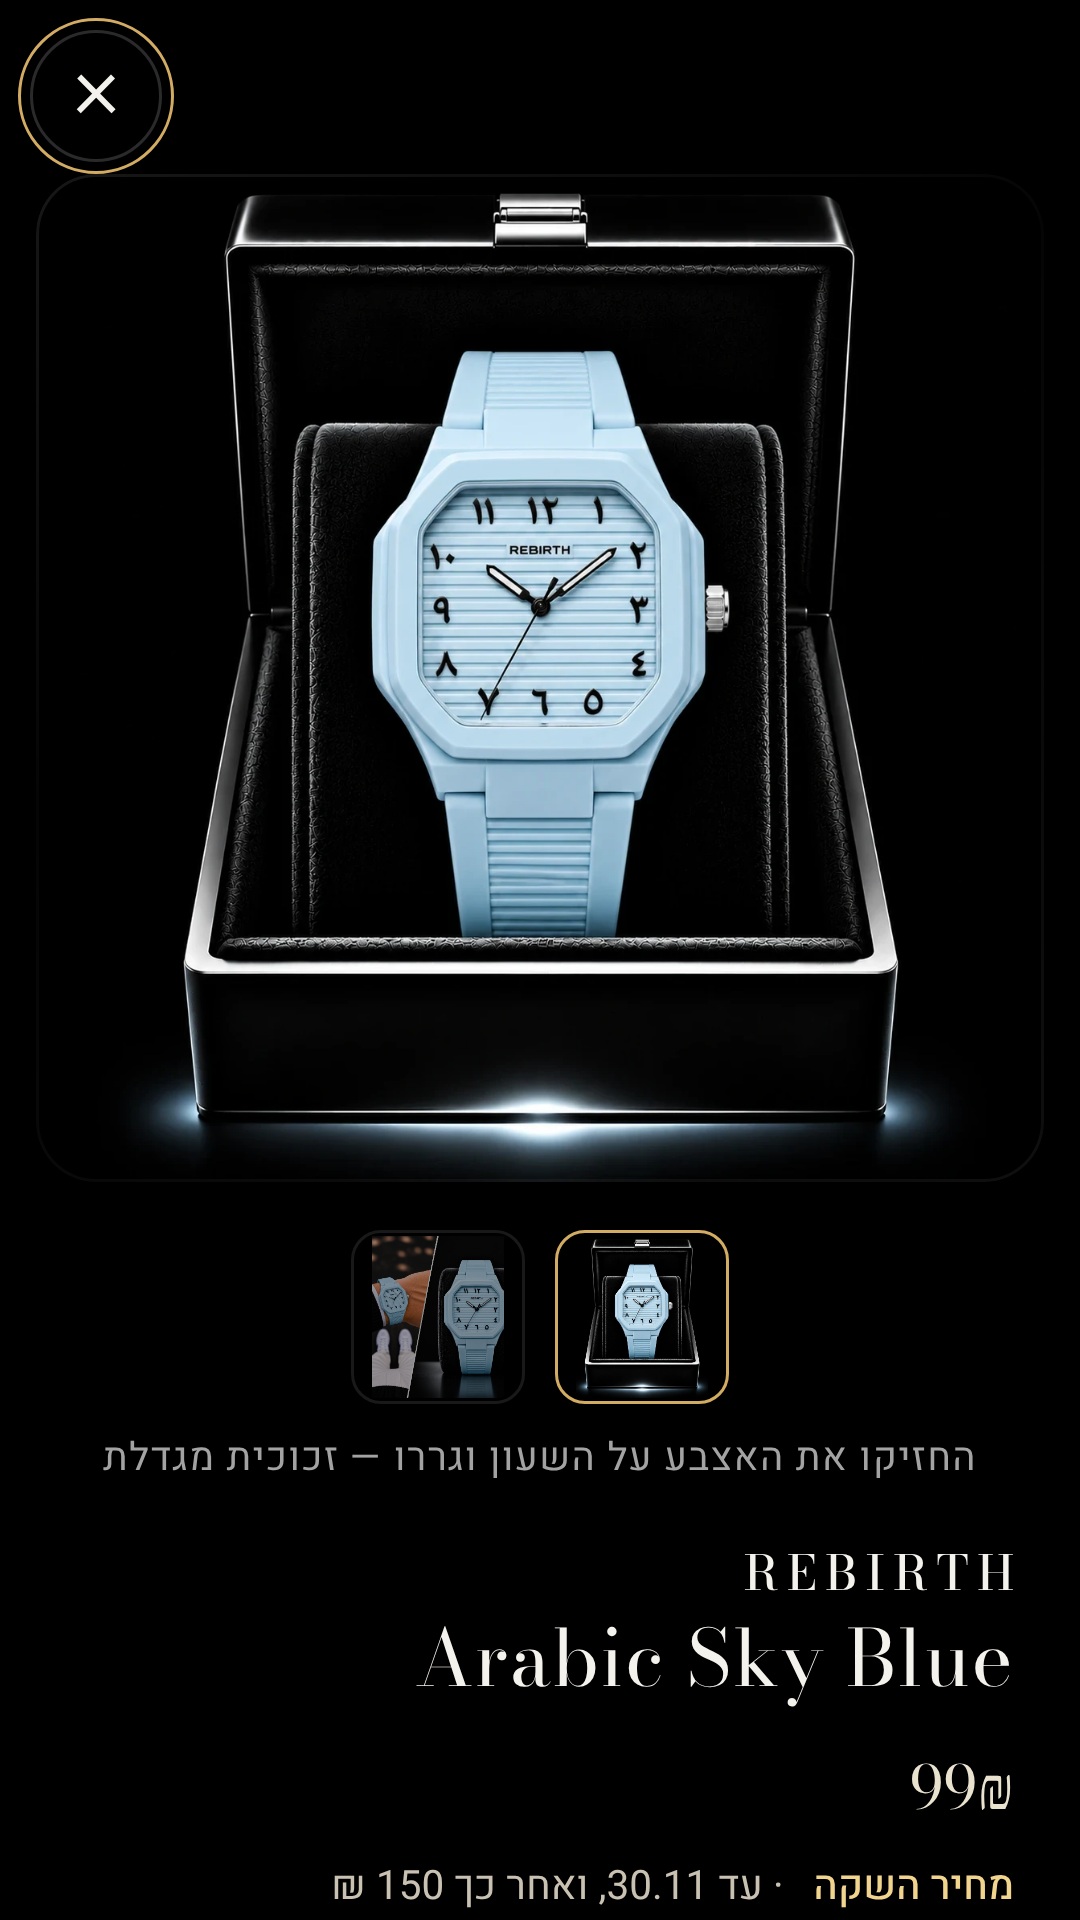 ١٢
١
٢
٣
٤
٥
٦
٧
٨
٩
١٠
١١
REBIRTH
החזיקו את האצבע על השעון וגררו – זכוכית מגדלת
REBIRTH
Arabic Sky Blue
99₪
מחיר השקה · עד 30.11, ואחר כך 150 ₪